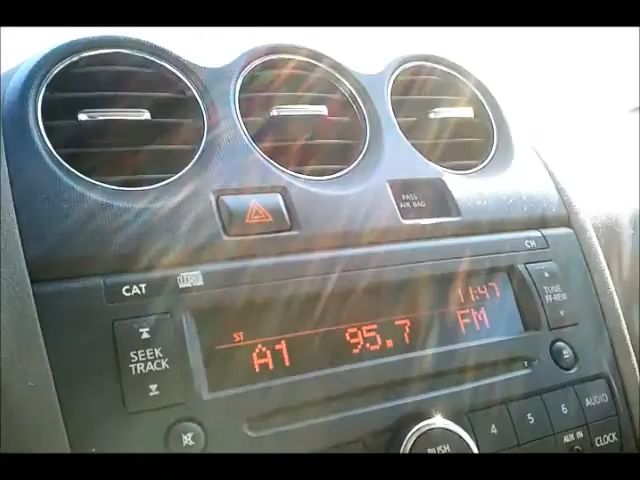 PASS
AIR BAG
CAT
CH
TUNE
FF·REW
11:47
ST
A1 95.7 FM
SEEK
TRACK
4 5 6 AUDIO
PUSH
AUX IN
CLOCK